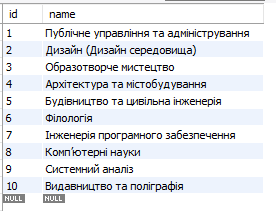 id name
1 Публічне управління та адміністрування
2 Дизайн (Дизайн середовища)
3 Образотворче мистецтво
4 Архітектура та містобудування
5 Будівництво та цивільна інженерія
6 Філологія
7 Інженерія програмного забезпечення
8 Комп'ютерні науки
9 Системний аналіз
10 Видавництво та поліграфія
NULL NULL